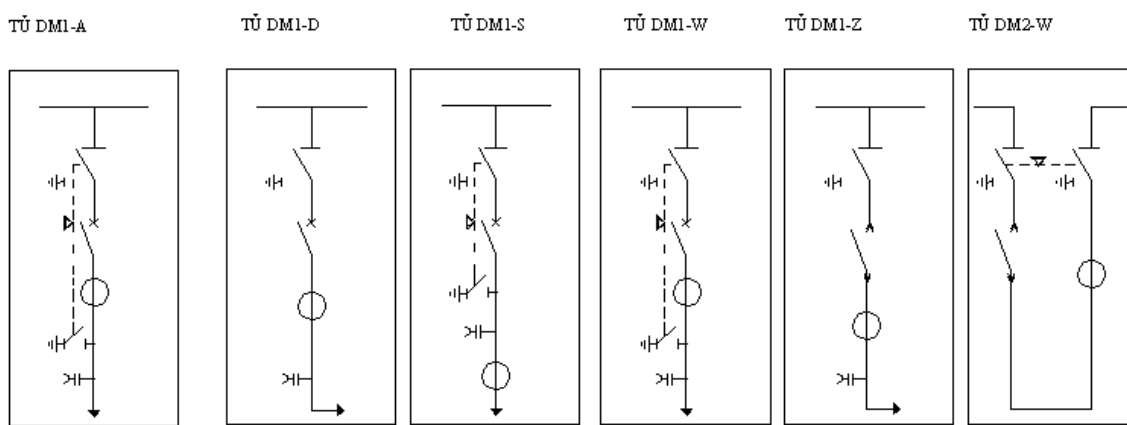 TỦ DM1-A
TỦ DM1-D
TỦ DM1-S
TỦ DM1-W
TỦ DM1-Z
TỦ DM2-W